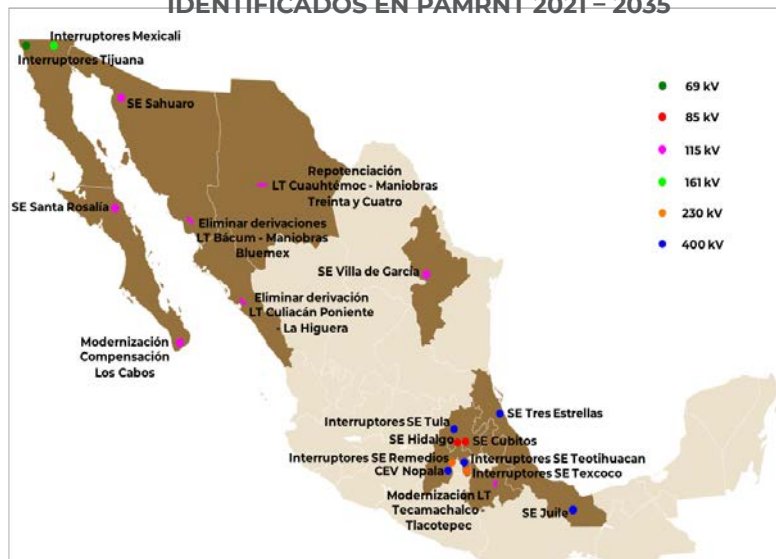 IDENTIFICADOS EN PAMRNT 2021 – 2035
Interruptores Mexicali
Interruptores Tijuana
SE Sahuaro
69 kV
85 kV
115 kV
161 kV
230 kV
400 kV
Repotenciación
LT Cuauhtémoc - Maniobras
Treinta y Cuatro
SE Santa Rosalía
Eliminar derivaciones
LT Bácum - Maniobras
Bluemex
SE Villa de García
Eliminar derivación
LT Culiacán Poniente
- La Higuera
Modernización
Compensación
Los Cabos
SE Tres Estrellas
Interruptores SE Tula
SE Hidalgo
SE Cubitos
Interruptores SE Remedios
Interruptores SE Teotihuacan
CEV Nopala
Interruptores SE Texcoco
Modernización LT
Tecamachalco -
Tlacotepec
SE Juile